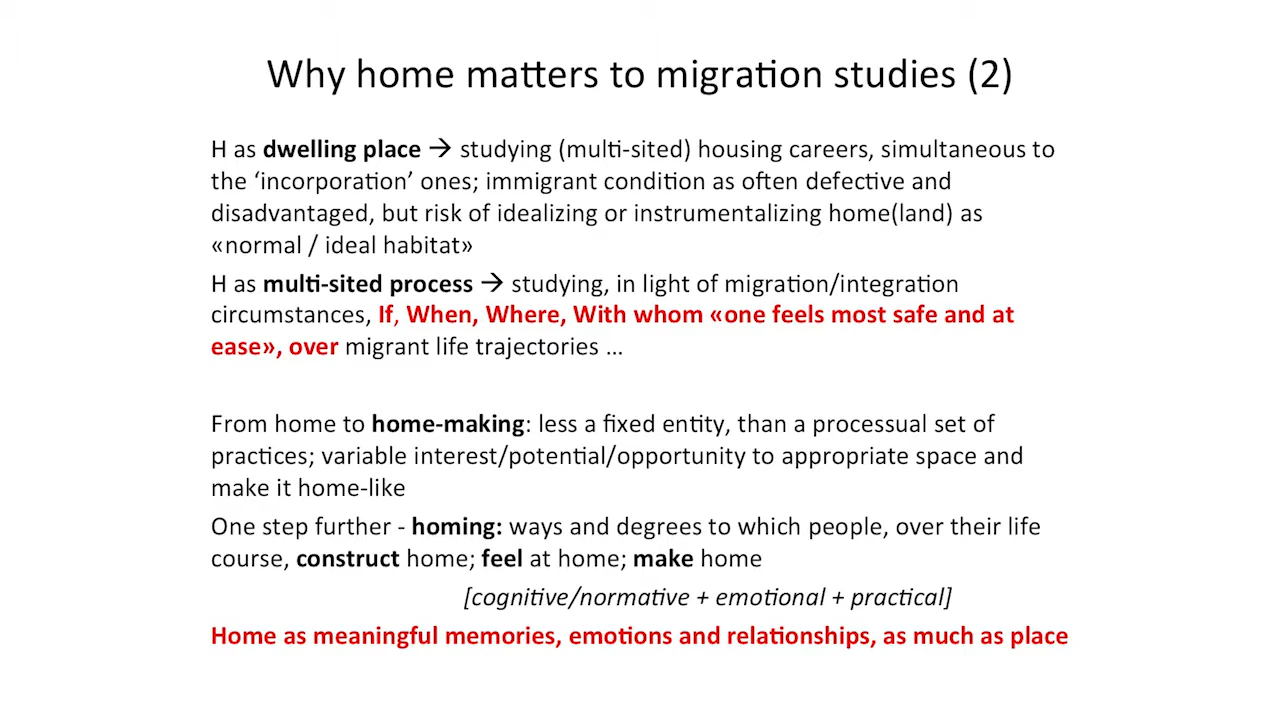 Why home matters to migration studies (2)
H as dwelling place → studying (multi-sited) housing careers, simultaneous to
the ‘incorporation’ ones; immigrant condition as often defective and
disadvantaged, but risk of idealizing or instrumentalizing home(land) as
«normal / ideal habitat»
H as multi-sited process → studying, in light of migration/integration
circumstances, If, When, Where, With whom «one feels most safe and at
ease», over migrant life trajectories …
From home to home-making: less a fixed entity, than a processual set of
practices; variable interest/potential/opportunity to appropriate space and
make it home-like
One step further - homing: ways and degrees to which people, over their life
course, construct home; feel at home; make home
[cognitive/normative + emotional + practical]
Home as meaningful memories, emotions and relationships, as much as place